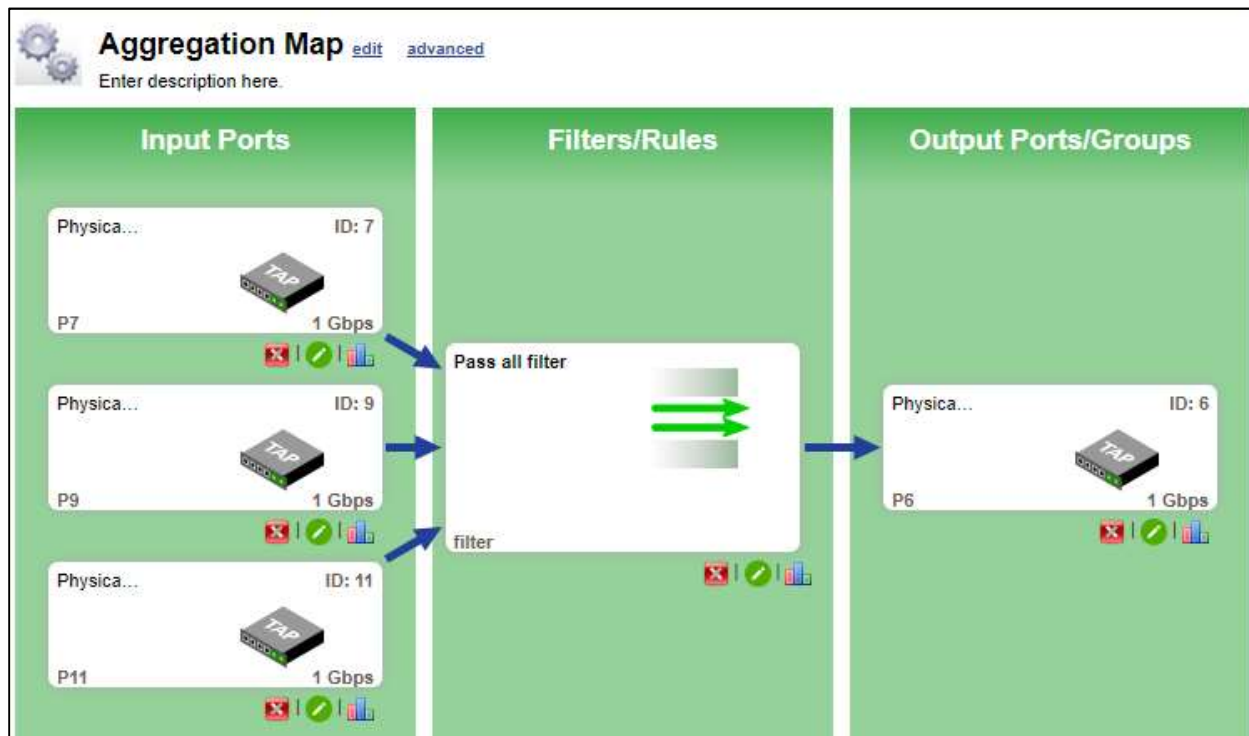 Aggregation Map edit advanced
Enter description here.
Input Ports
Filters/Rules
Output Ports/Groups
Physica... ID: 7
TAP
P7 1 Gbps
Physica... ID: 9
TAP
P9 1 Gbps
Physica... ID: 11
TAP
P11 1 Gbps
Pass all filter
filter
Physica... ID: 6
TAP
P6 1 Gbps